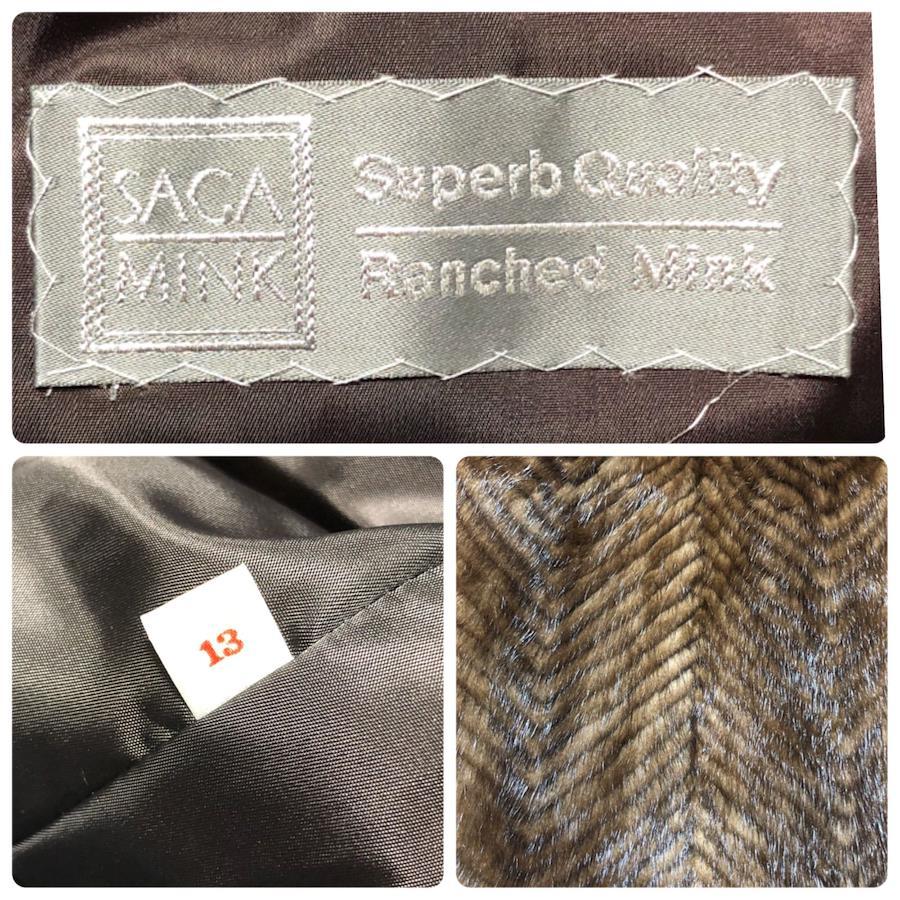 SAGA
MINK
Superb Quality
Ranched Mink
13